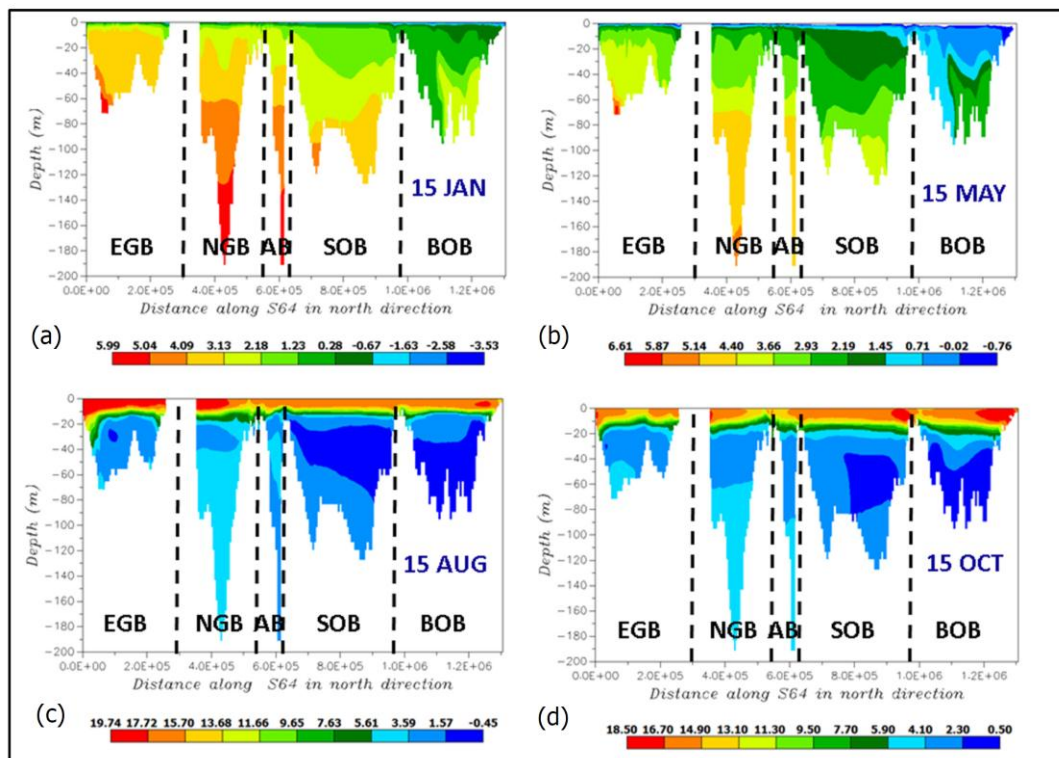 0
-20
-40
-60
-80
-100
-120
-140
-160
-180
-200
Depth (m)
15 JAN
EGB NGB AB SOB BOB
0.0E+0 2.0E+05 4.0E+05 6.0E+05 8.0E+05 1.0E+06 1.2E+06
Distance along S64 in north direction
(a)
5.99 5.04 4.09 3.13 2.18 1.23 0.28 -0.67 -1.63 -2.58 -3.53
0
-20
-40
-60
-80
-100
-120
-140
-160
-180
-200
Depth (m)
15 MAY
EGB NGB AB SOB BOB
0.0E+0 2.0E+05 4.0E+05 6.0E+05 8.0E+05 1.0E+06 1.2E+06
Distance along S64 in north direction
(b)
6.61 5.87 5.14 4.40 3.66 2.93 2.19 1.45 0.71 -0.02 -0.76
0
-20
-40
-60
-80
-100
-120
-140
-160
-180
-200
Depth (m)
15 AUG
EGB NGB AB SOB BOB
0.0E+0 2.0E+05 4.0E+05 6.0E+05 8.0E+05 1.0E+06 1.2E+06
Distance along S64 in north direction
(c)
19.74 17.72 15.70 13.68 11.66 9.65 7.63 5.61 3.59 1.57 -0.45
0
-20
-40
-60
-80
-100
-120
-140
-160
-180
-200
Depth (m)
15 OCT
EGB NGB AB SOB BOB
0.0E+0 2.0E+05 4.0E+05 6.0E+05 8.0E+05 1.0E+06 1.2E+06
Distance along S64 in north direction
(d)
18.50 16.70 14.90 13.10 11.30 9.50 7.70 5.90 4.10 2.30 0.50